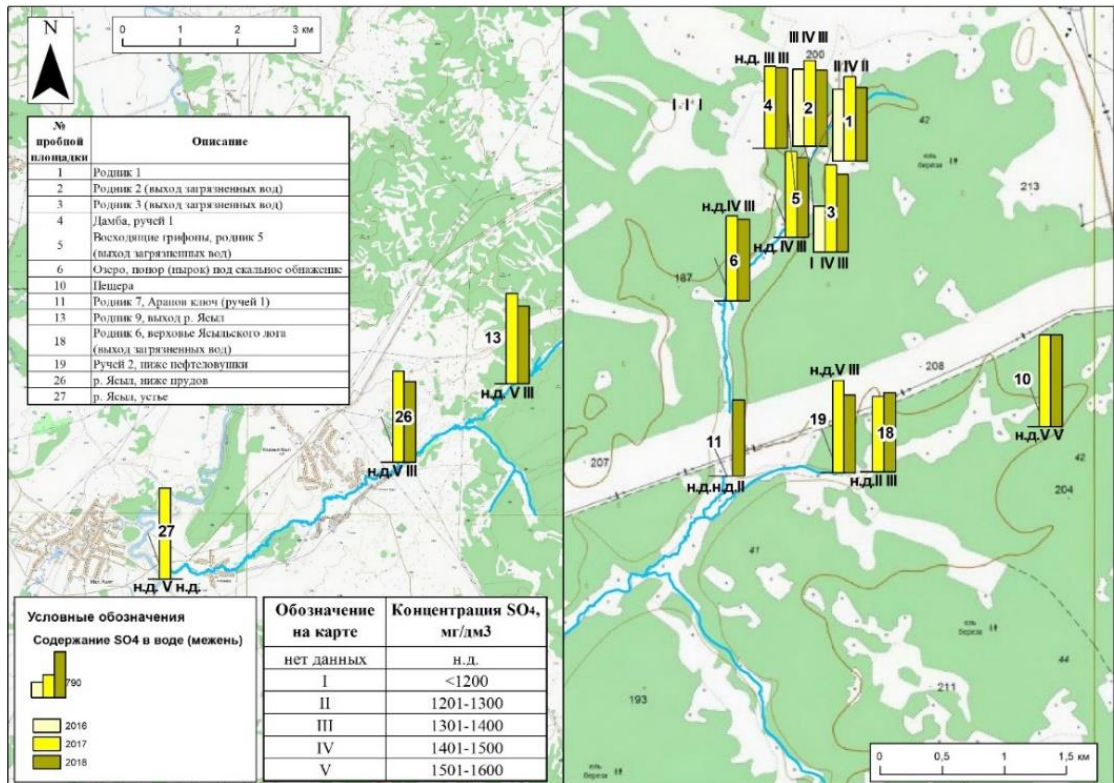 N
0 1 2 3 км
№ пробной площадки Описание
1 Родник 1
2 Родник 2 (выход загрязненных вод)
3 Родник 3 (выход загрязненных вод)
4 Дамба, ручей 1
5 Восходящие грифоны, родник 5
(выход загрязненных вод)
6 Озеро, понор (нырок) под скальное обнажение
10 Пещера
11 Родник 7, Аранов ключ (ручей 1)
13 Родник 9, выход р. Ясыл
18 Родник 6, верховье Ясыльского лога
(выход загрязненных вод)
19 Ручей 2, ниже нефтеловушки
26 р. Ясыл, ниже прудов
27 р. Ясыл, устье
13
н.д. V III
26
н.д. V III
27
н.д. V н.д.
Условные обозначения
Содержание SO4 в воде (межень)
790
2016
2017
2018
Обозначение на карте Концентрация SO4, мг/дм3
нет данных н.д.
I <1200
II 1201-1300
III 1301-1400
IV 1401-1500
V 1501-1600
III IV III
200
н.д. III III
II IV II
I I I
4
2
1
42
ель
береза
213
5
3
н.д. IV III
н.д. IV III
I IV III
6
187
208
н.д. V III
10
19
18
11
н.д. V V
207
н.д. н.д. II
н.д. II III
42
204
41
ель
береза
44
211
193
0 0,5 1 1,5 км